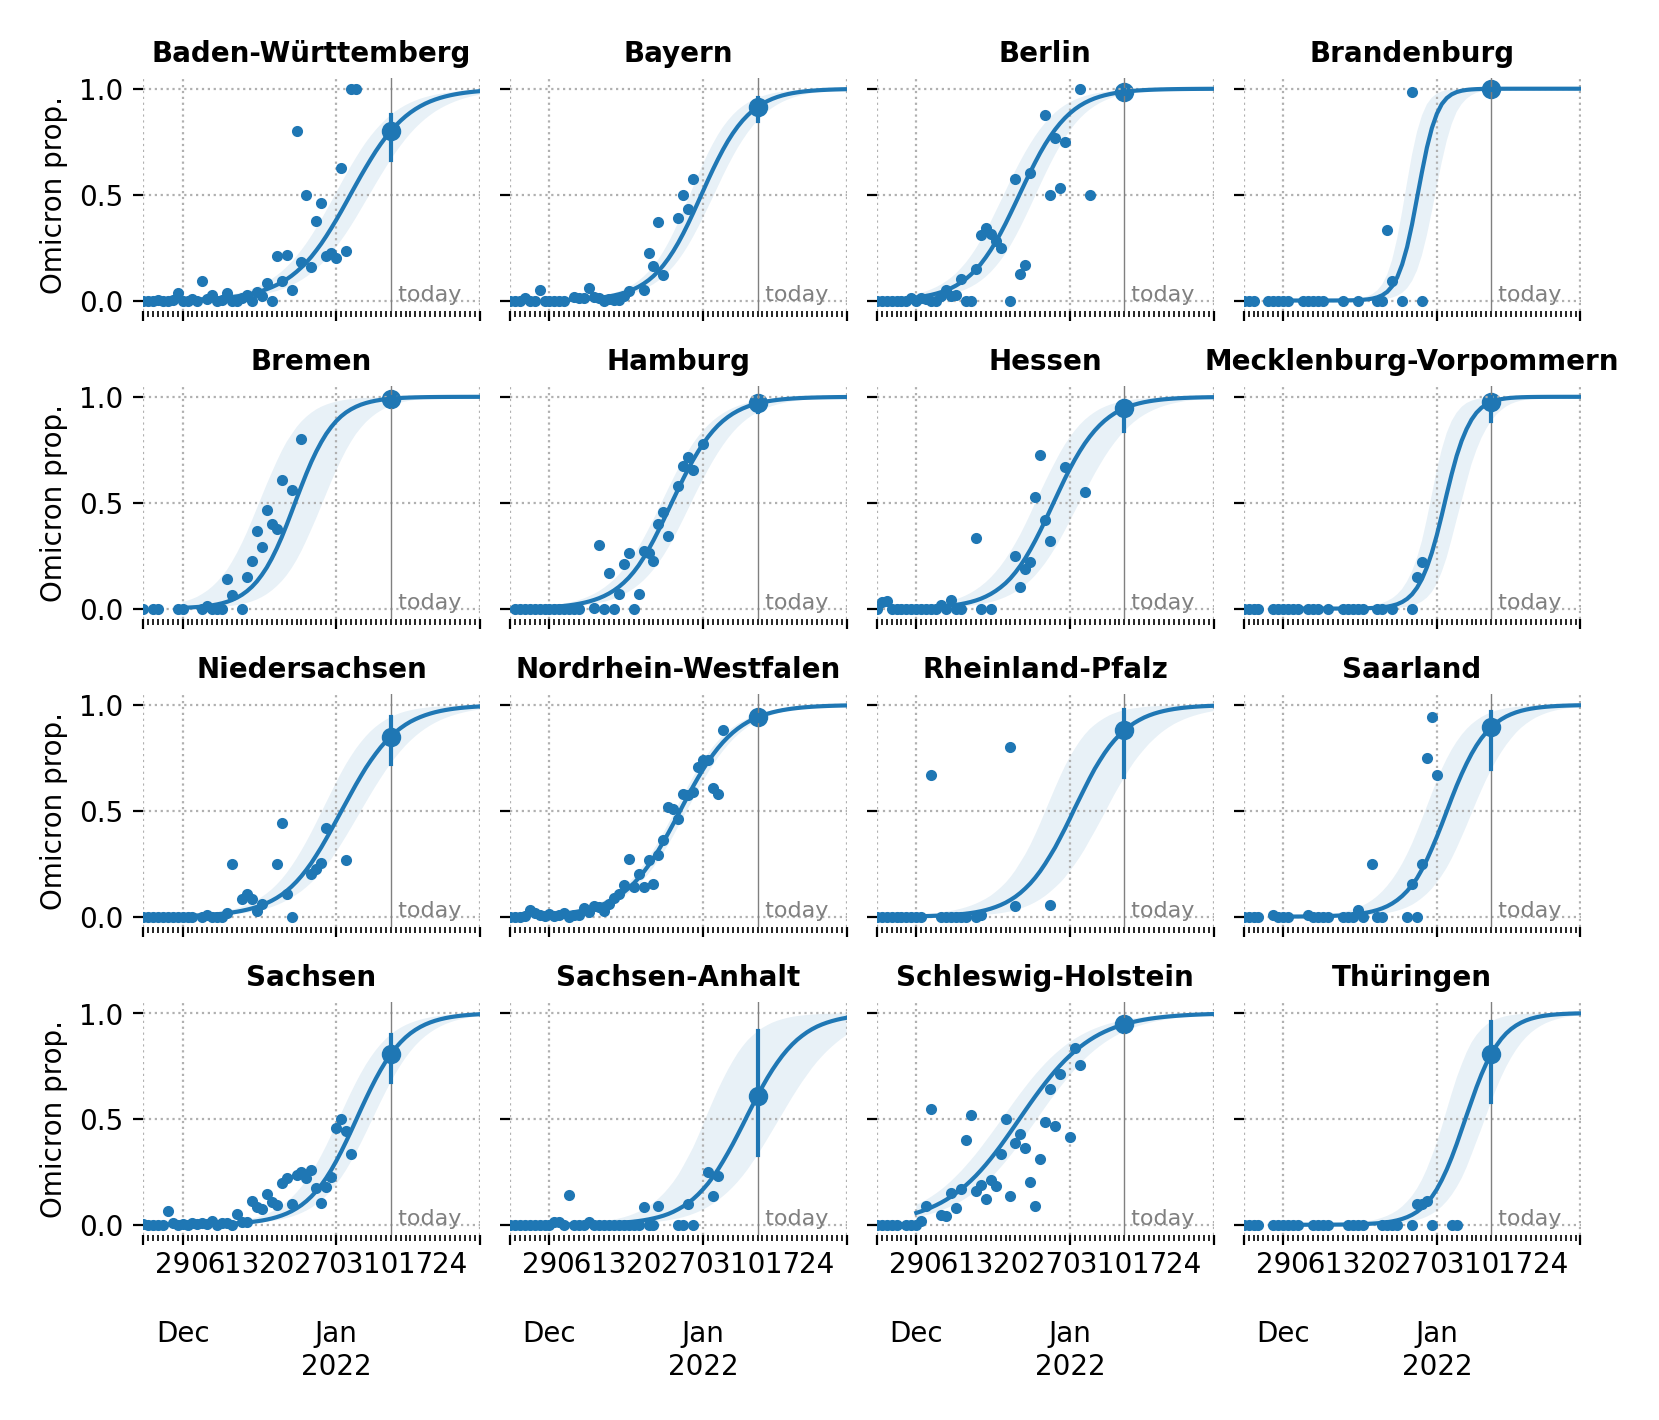 Baden-Württemberg Bayern Berlin Brandenburg
Omicron prop.
1.0
0.5
0.0
today today today today
Bremen Hamburg Hessen Mecklenburg-Vorpommern
Omicron prop.
1.0
0.5
0.0
today today today today
Niedersachsen Nordrhein-Westfalen Rheinland-Pfalz Saarland
Omicron prop.
1.0
0.5
0.0
today today today today
Sachsen Sachsen-Anhalt Schleswig-Holstein Thüringen
Omicron prop.
1.0
0.5
0.0
today today today today
290613202703101724 290613202703101724 290613202703101724 290613202703101724
Dec Jan Dec Jan Dec Jan Dec Jan
2022 2022 2022 2022